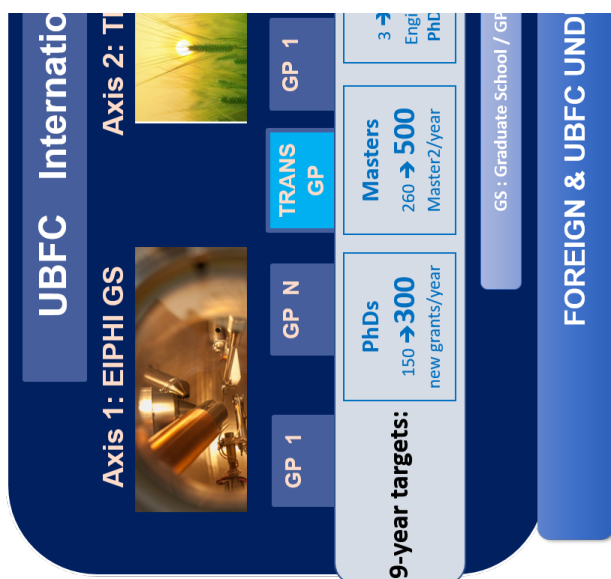 UBFC Internatio
Axis 1: EIPHI GS
Axis 2:
GP 1
GP N
TRANS
GP
GP 1
9-year targets:
PhDs
150 ➔300
new grants/year
Masters
260 ➔ 500
Master2/year
3 ➔
Engi
PhD
GS : Graduate School / GP
FOREIGN & UBFC UND